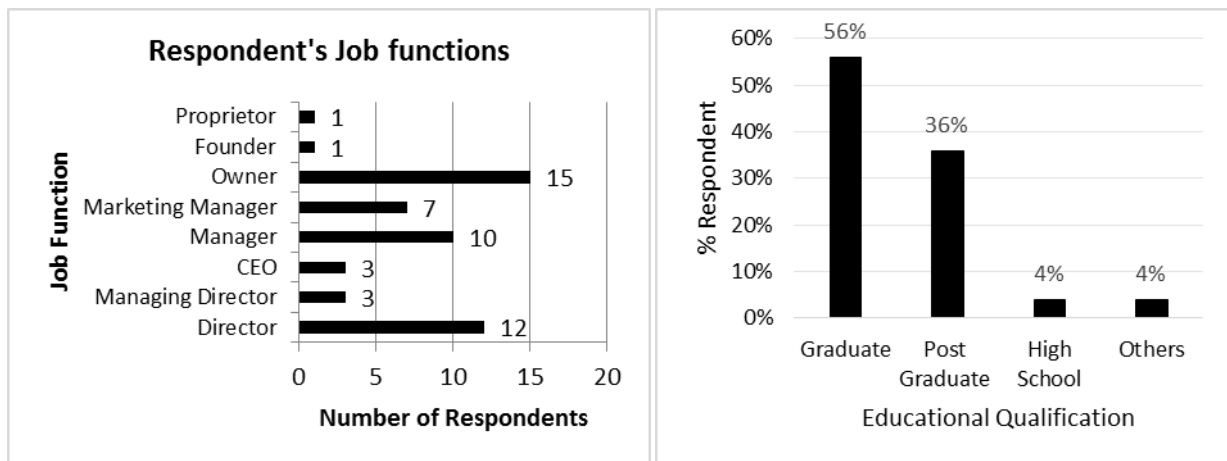 Respondent's Job functions
Job Function
Proprietor 1
Founder 1
Owner 15
Marketing Manager 7
Manager 10
CEO 3
Managing Director 3
Director 12
0 5 10 15 20
Number of Respondents
% Respondent
60%
50%
40%
30%
20%
10%
0%
56%
36%
4%
4%
Graduate
Post
Graduate
High
School
Others
Educational Qualification